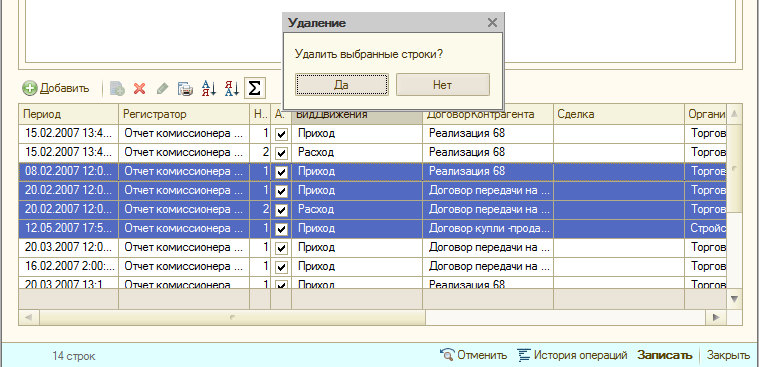 Удаление
Удалить выбранные строки?
Да Нет
Добавить
Период Регистратор Н.. А. ВидДвижения ДоговорКонтрагента Сделка Органи
15.02.2007 13:4... Отчет комиссионера ... 1 Приход Реализация 68 Торгов
15.02.2007 13:4... Отчет комиссионера ... 2 Расход Реализация 68 Торгов
08.02.2007 12:0... Отчет комиссионера ... 1 Приход Реализация 68 Торгов
20.02.2007 12:0... Отчет комиссионера ... 1 Приход Договор передачи на ... Торгов
20.02.2007 12:0... Отчет комиссионера ... 2 Расход Договор передачи на ... Торгов
12.05.2007 17:5... Отчет комиссионера ... 1 Приход Договор купли -прода... Стройс
20.03.2007 12:0... Отчет комиссионера ... 1 Приход Договор передачи на ... Торгов
16.02.2007 2:00:... Отчет комиссионера ... 1 Приход Договор передачи на ... Торгов
20.03.2007 13:1 Отчет комиссионера 1 Приход Реализация 68 Торгов
14 строк Отменить История операций Записать Закрыть